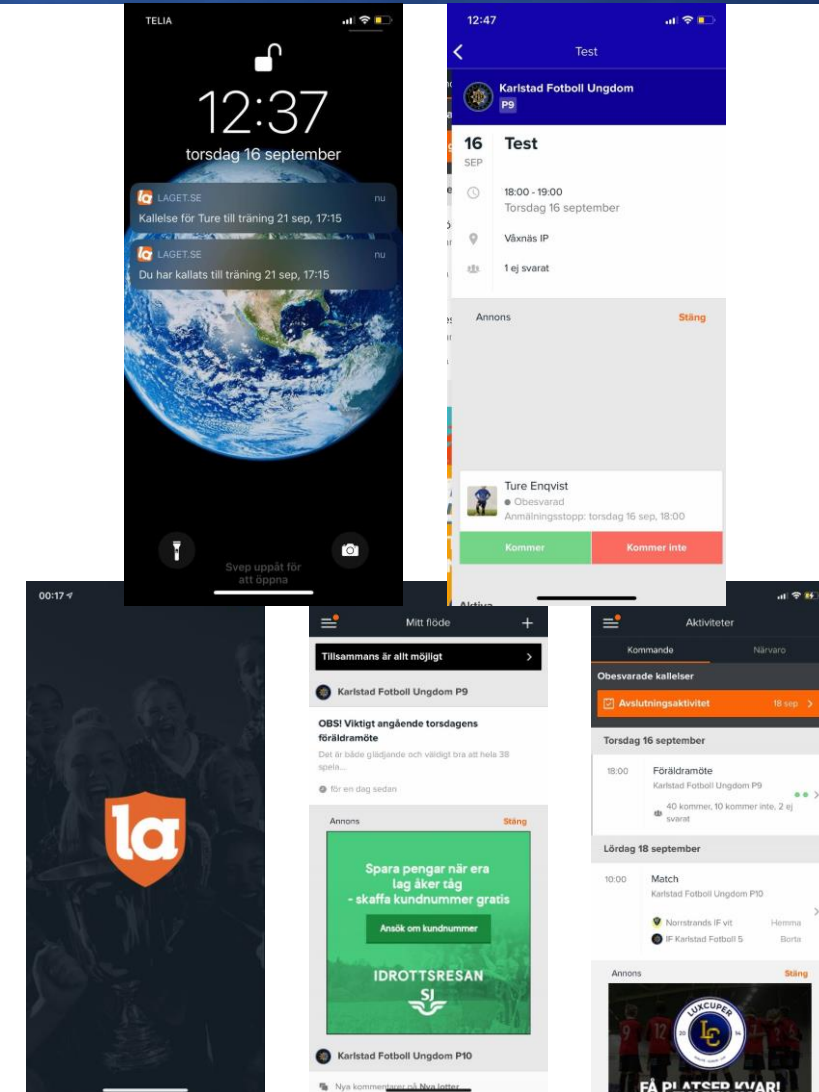 TELIA
12:37
torsdag 16 september
LAGET.SE
nu
Kallelse för Ture till träning 21 sep, 17:15
LAGET.SE
nu
Du har kallats till träning 21 sep, 17:15
Svep uppåt för
att öppna
12:47
Test
Karlstad Fotboll Ungdom
P9
16
SEP
Test
18:00 - 19:00
Torsdag 16 september
Våxnäs IP
1 ej svarat
Annons
Stäng
Ture Enqvist
Obesvarad
Anmälningsstopp: torsdag 16 sep, 18:00
Kommer
Kommer inte
Aktiva
00:17
la
Mitt flöde
Tillsammans är allt möjligt
Karlstad Fotboll Ungdom P9
OBS! Viktigt angående torsdagens
föräldramöte
Det är både glädjande och väldigt bra att hela 38
spela...
för en dag sedan
Annons
Stäng
Spara pengar när era
lag åker tåg
- skaffa kundnummer gratis
Ansök om kundnummer
IDROTTSRESAN
SJ
Karlstad Fotboll Ungdom P10
Nya kommentarer på Nya lotter
Aktiviteter
Kommande
Närvaro
Obesvarade kallelser
Avslutningsaktivitet
18 sep
Torsdag 16 september
18:00
Föräldramöte
Karlstad Fotboll Ungdom P9
40 kommer, 10 kommer inte, 2 ej
svarat
Lördag 18 september
10:00
Match
Karlstad Fotboll Ungdom P10
Norrstrands IF vit
Hemma
IF Karlstad Fotboll 5
Borta
Annons
Stäng
LUXCUPER
LC
FÅ PLATSER KVAR!